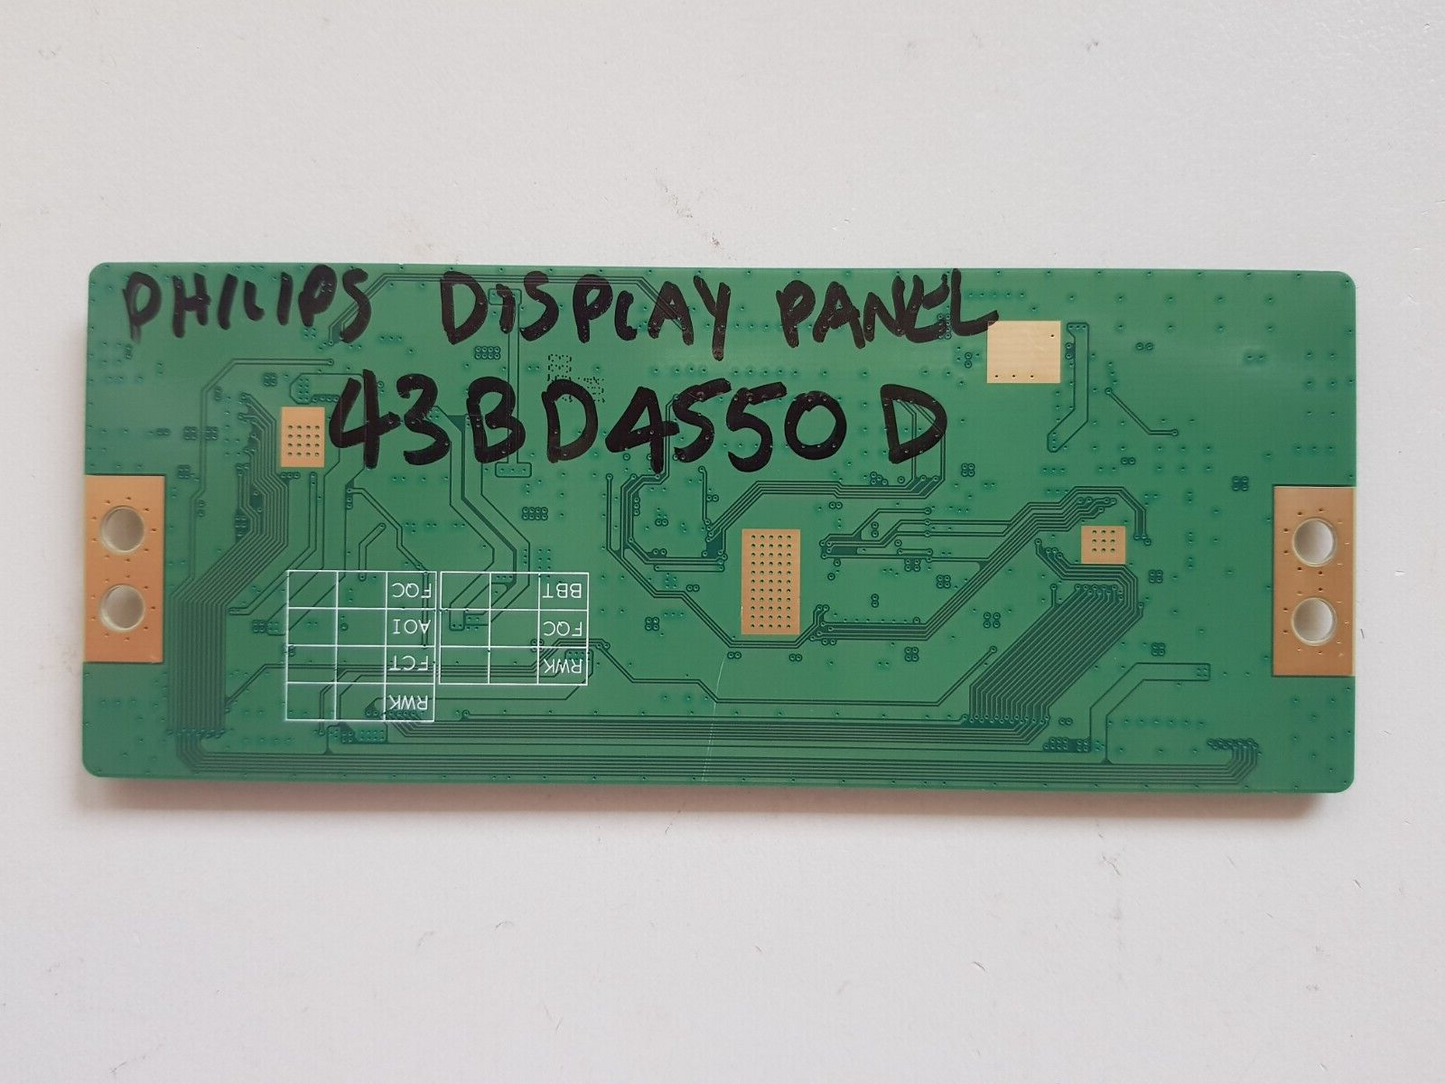 PHILIPS DiSPLAY PANEL
43BD4550D
FQC
AOI
FCT
RWK
BBT
FQC
RWK